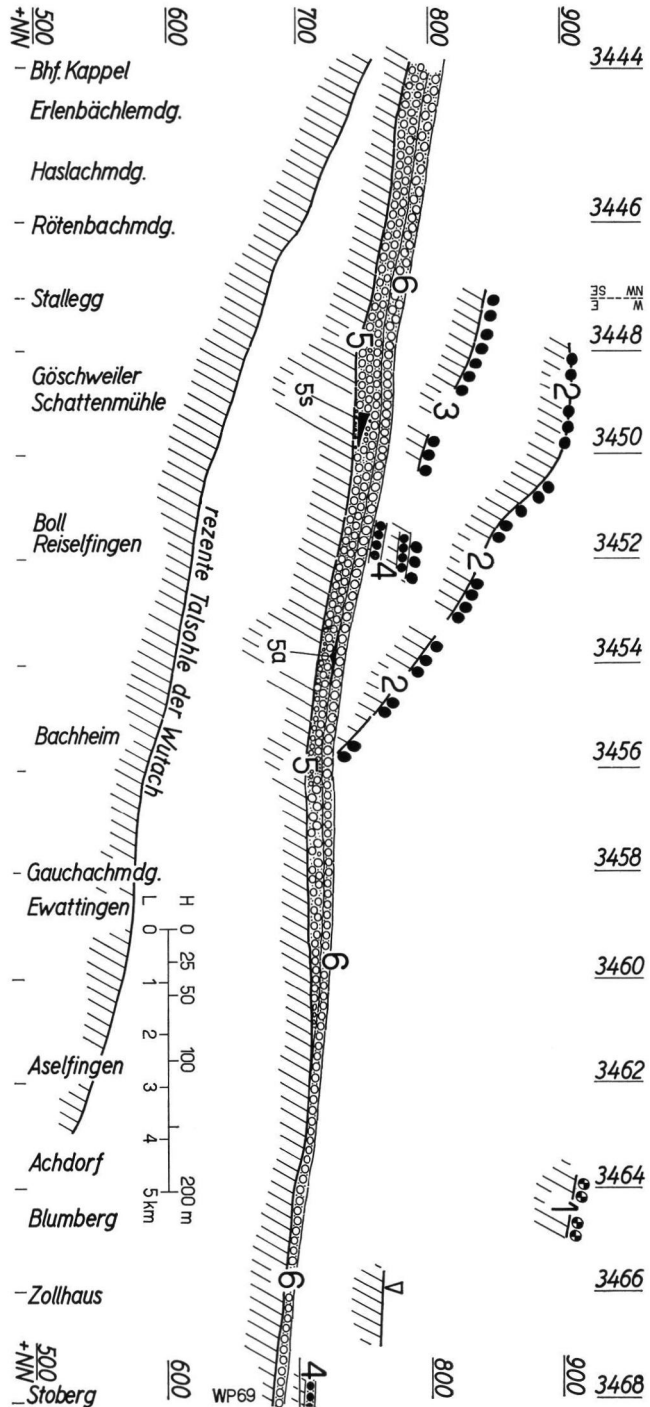 500
+NN
600
700
800
900
3444
Bhf. Kappel
Erlenbächlemdg.
Haslachmdg.
Rötenbachmdg.
3446
6
Stallegg
W
NW
E
SE
3448
5
5s
3
2
Göschweiler
Schattenmühle
3450
Boll
Reiselfingen
rezente Talsohle der Wutach
4
2
3452
5a
3454
2
Bachheim
5
3456
Gauchachmdg.
3458
Ewattingen
L
H
0
0
25
1
50
2
100
3
4
5 km
200 m
6
3460
Aselfingen
3462
Achdorf
3464
1
Blumberg
6
3466
Zollhaus
500
+NN
600
WP69
4
800
900
3468
Stoberg